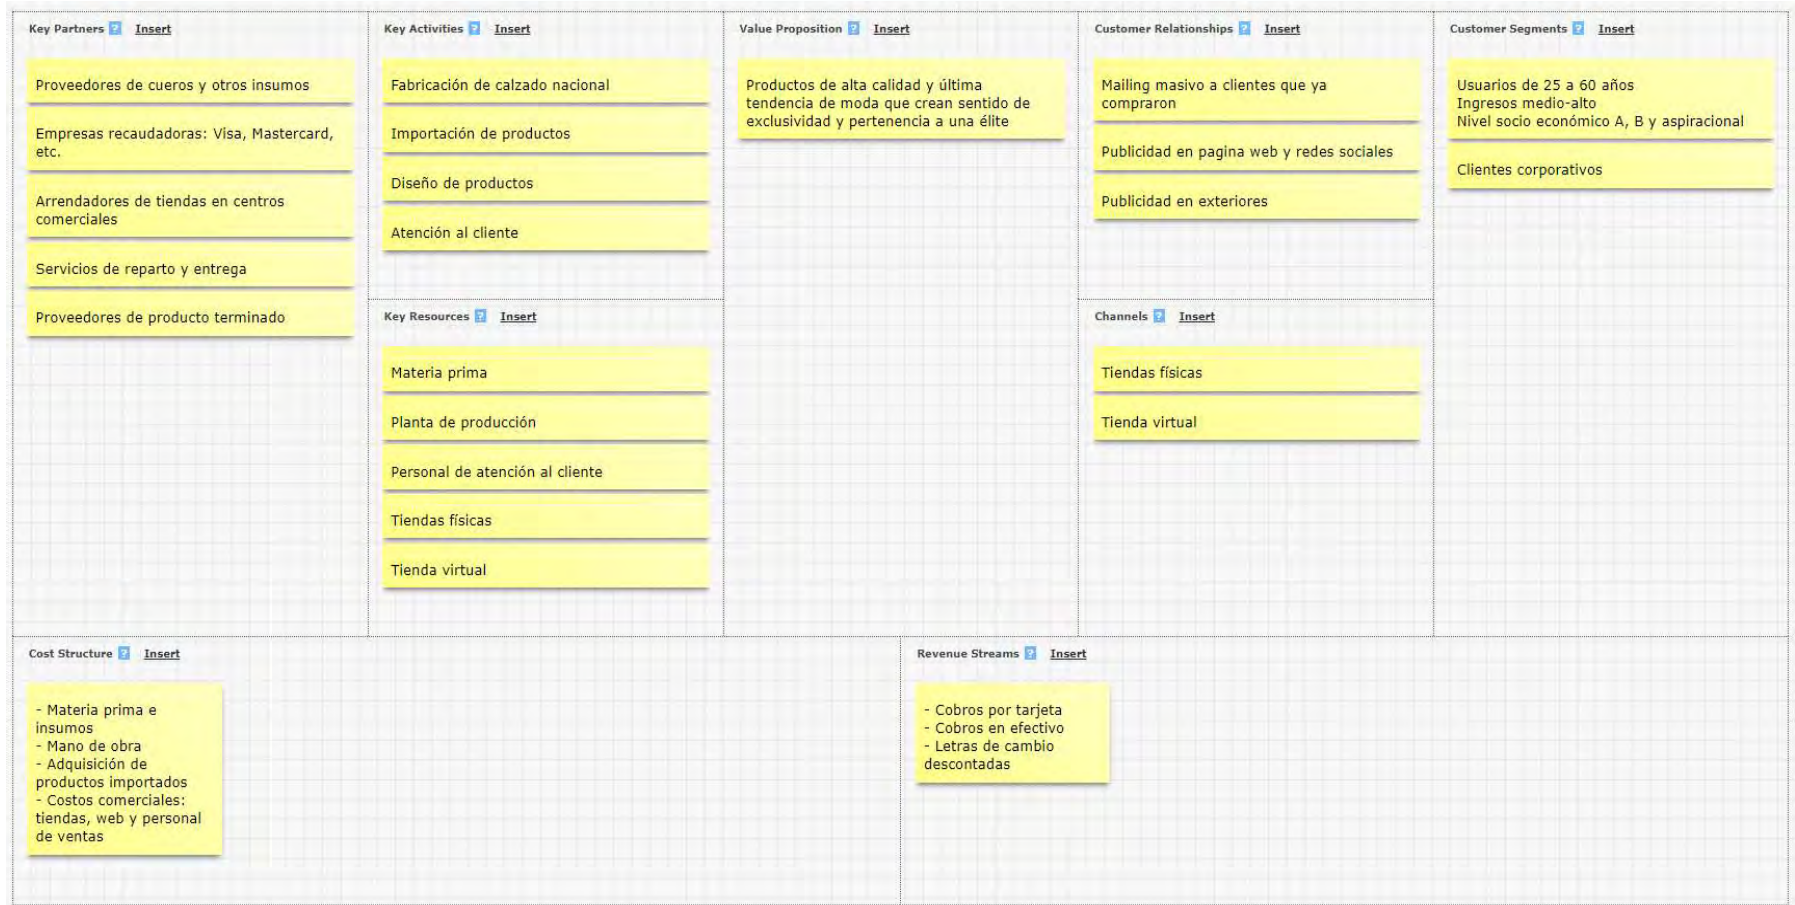 Key Partners ? Insert
Proveedores de cueros y otros insumos
Empresas recaudadoras: Visa, Mastercard,
etc.
Arrendadores de tiendas en centros
comerciales
Servicios de reparto y entrega
Proveedores de producto terminado
Key Activities ? Insert
Fabricación de calzado nacional
Importación de productos
Diseño de productos
Atención al cliente
Key Resources ? Insert
Materia prima
Planta de producción
Personal de atención al cliente
Tiendas físicas
Tienda virtual
Value Proposition ? Insert
Productos de alta calidad y última
tendencia de moda que crean sentido de
exclusividad y pertenencia a una élite
Customer Relationships ? Insert
Mailing masivo a clientes que ya
compraron
Publicidad en pagina web y redes sociales
Publicidad en exteriores
Channels ? Insert
Tiendas físicas
Tienda virtual
Customer Segments ? Insert
Usuarios de 25 a 60 años
Ingresos medio-alto
Nivel socio económico A, B y aspiracional
Clientes corporativos
Cost Structure ? Insert
- Materia prima e
insumos
- Mano de obra
- Adquisición de
productos importados
- Costos comerciales:
tiendas, web y personal
de ventas
Revenue Streams ? Insert
- Cobros por tarjeta
- Cobros en efectivo
- Letras de cambio
descontadas